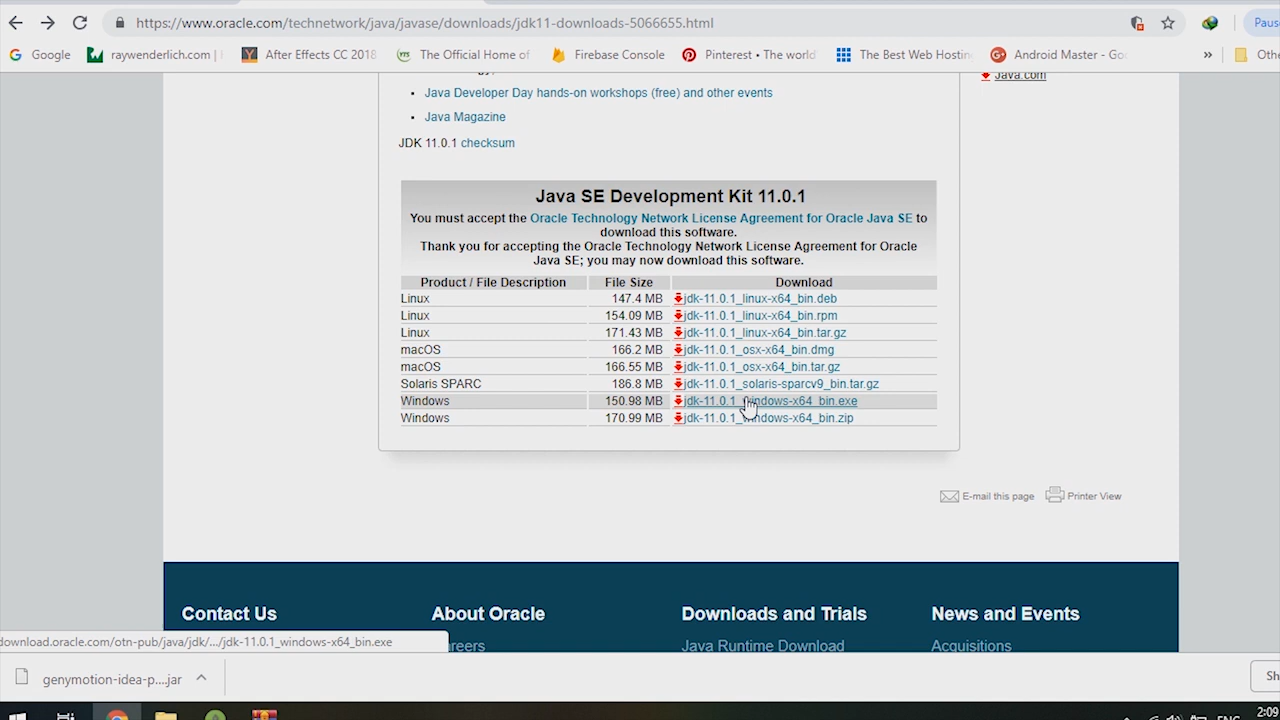 https://www.oracle.com/technetwork/java/javase/downloads/jdk11-downloads-5066655.html
Paus
Google
raywenderlich.com |
After Effects CC 2018
The Official Home of
Firebase Console
Pinterest • The world
The Best Web Hosting
Android Master - Go
»
Othe
Java.com
• Java Developer Day hands-on workshops (free) and other events
• Java Magazine
JDK 11.0.1 checksum
Java SE Development Kit 11.0.1
You must accept the Oracle Technology Network License Agreement for Oracle Java SE to
download this software.
Thank you for accepting the Oracle Technology Network License Agreement for Oracle
Java SE; you may now download this software.
Product / File Description File Size Download
Linux 147.4 MB jdk-11.0.1_linux-x64_bin.deb
Linux 154.09 MB jdk-11.0.1_linux-x64_bin.rpm
Linux 171.43 MB jdk-11.0.1_linux-x64_bin.tar.gz
macOS 166.2 MB jdk-11.0.1_osx-x64_bin.dmg
macOS 166.55 MB jdk-11.0.1_osx-x64_bin.tar.gz
Solaris SPARC 186.8 MB jdk-11.0.1_solaris-sparcv9_bin.tar.gz
Windows 150.98 MB jdk-11.0.1_windows-x64_bin.exe
Windows 170.99 MB jdk-11.0.1_windows-x64_bin.zip
E-mail this page Printer View
Contact Us
About Oracle
Downloads and Trials
News and Events
download.oracle.com/otn-pub/java/jdk/.../jdk-11.0.1_windows-x64_bin.exe
reers
Java Runtime Download
Acquisitions
genymotion-idea-p....jar
Sh
ENG
2:09